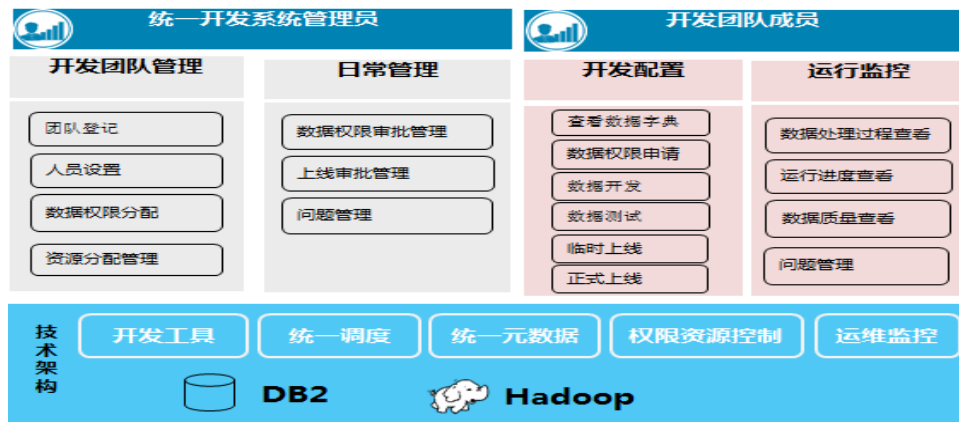 统一开发系统管理员
开发团队管理
团队登记
人员设置
数据权限分配
资源分配管理
日常管理
数据权限审批管理
上线审批管理
问题管理
开发团队成员
开发配置
查看数据字典
数据权限申请
数据开发
数据测试
临时上线
正式上线
运行监控
数据处理过程查看
运行进度查看
数据质量查看
问题管理
技术架构
开发工具
统一调度
统一元数据
权限资源控制
运维监控
DB2
Hadoop